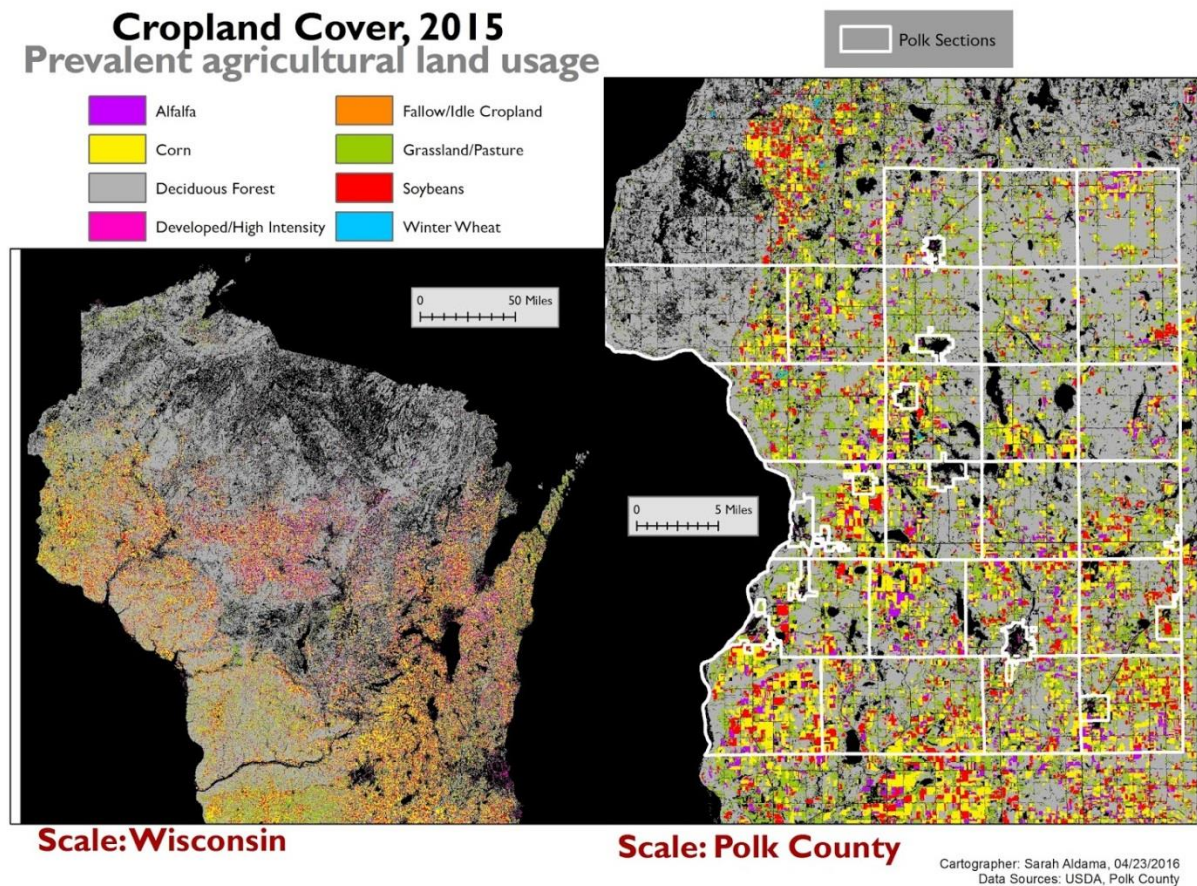 Cropland Cover, 2015
Prevalent agricultural land usage
Polk Sections
Alfalfa
Fallow/Idle Cropland
Corn
Grassland/Pasture
Deciduous Forest
Soybeans
Developed/High Intensity
Winter Wheat
0 50 Miles
0 5 Miles
Scale: Wisconsin
Scale: Polk County
Cartographer: Sarah Aldama, 04/23/2016
Data Sources: USDA, Polk County